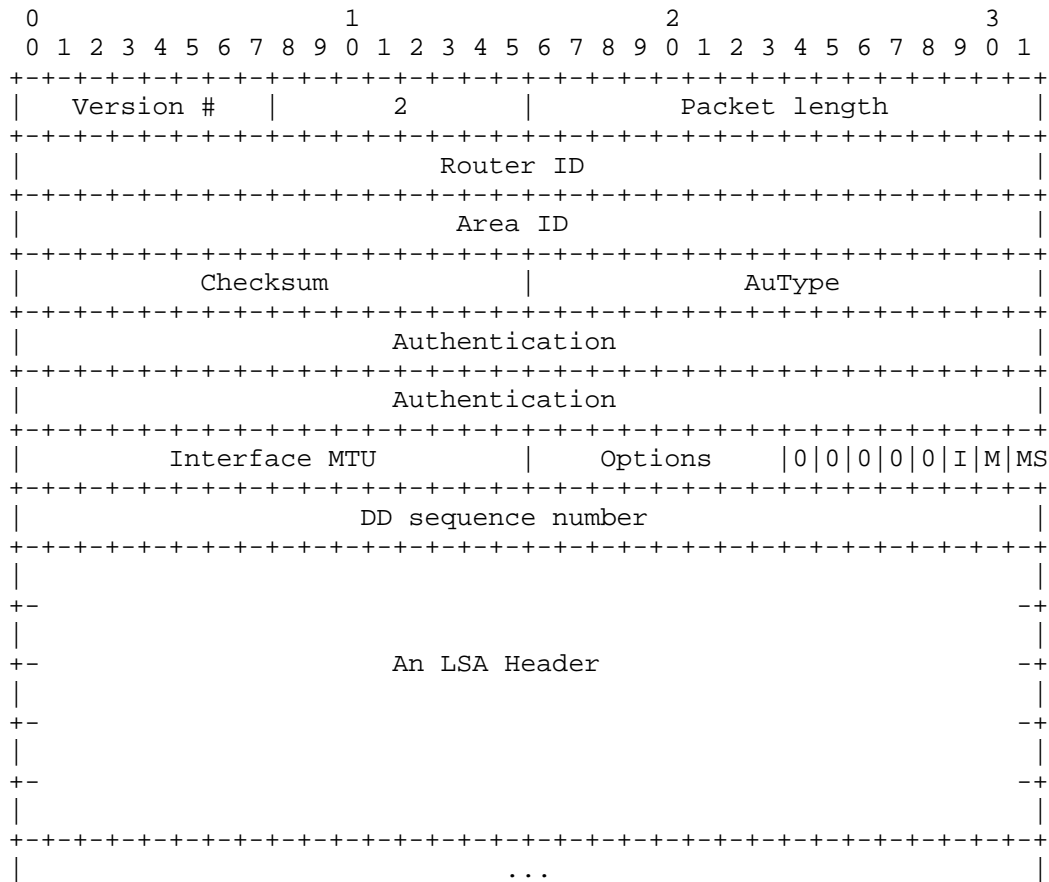 0                   1                   2                   3
 0 1 2 3 4 5 6 7 8 9 0 1 2 3 4 5 6 7 8 9 0 1 2 3 4 5 6 7 8 9 0 1
+-+-+-+-+-+-+-+-+-+-+-+-+-+-+-+-+-+-+-+-+-+-+-+-+-+-+-+-+-+-+-+-+
|   Version #   |       2       |         Packet length         |
+-+-+-+-+-+-+-+-+-+-+-+-+-+-+-+-+-+-+-+-+-+-+-+-+-+-+-+-+-+-+-+-+
|                          Router ID                            |
+-+-+-+-+-+-+-+-+-+-+-+-+-+-+-+-+-+-+-+-+-+-+-+-+-+-+-+-+-+-+-+-+
|                           Area ID                             |
+-+-+-+-+-+-+-+-+-+-+-+-+-+-+-+-+-+-+-+-+-+-+-+-+-+-+-+-+-+-+-+-+
|           Checksum            |             AuType            |
+-+-+-+-+-+-+-+-+-+-+-+-+-+-+-+-+-+-+-+-+-+-+-+-+-+-+-+-+-+-+-+-+
|                       Authentication                          |
+-+-+-+-+-+-+-+-+-+-+-+-+-+-+-+-+-+-+-+-+-+-+-+-+-+-+-+-+-+-+-+-+
|                       Authentication                          |
+-+-+-+-+-+-+-+-+-+-+-+-+-+-+-+-+-+-+-+-+-+-+-+-+-+-+-+-+-+-+-+-+
|         Interface MTU         |    Options    |0|0|0|0|0|I|M|MS
+-+-+-+-+-+-+-+-+-+-+-+-+-+-+-+-+-+-+-+-+-+-+-+-+-+-+-+-+-+-+-+-+
|                     DD sequence number                        |
+-+-+-+-+-+-+-+-+-+-+-+-+-+-+-+-+-+-+-+-+-+-+-+-+-+-+-+-+-+-+-+-+
|                                                               |
+-                                                             -+
|                                                               |
+-                      An LSA Header                          -+
|                                                               |
+-                                                             -+
|                                                               |
+-                                                             -+
|                                                               |
+-+-+-+-+-+-+-+-+-+-+-+-+-+-+-+-+-+-+-+-+-+-+-+-+-+-+-+-+-+-+-+-+
|                              ...                              |